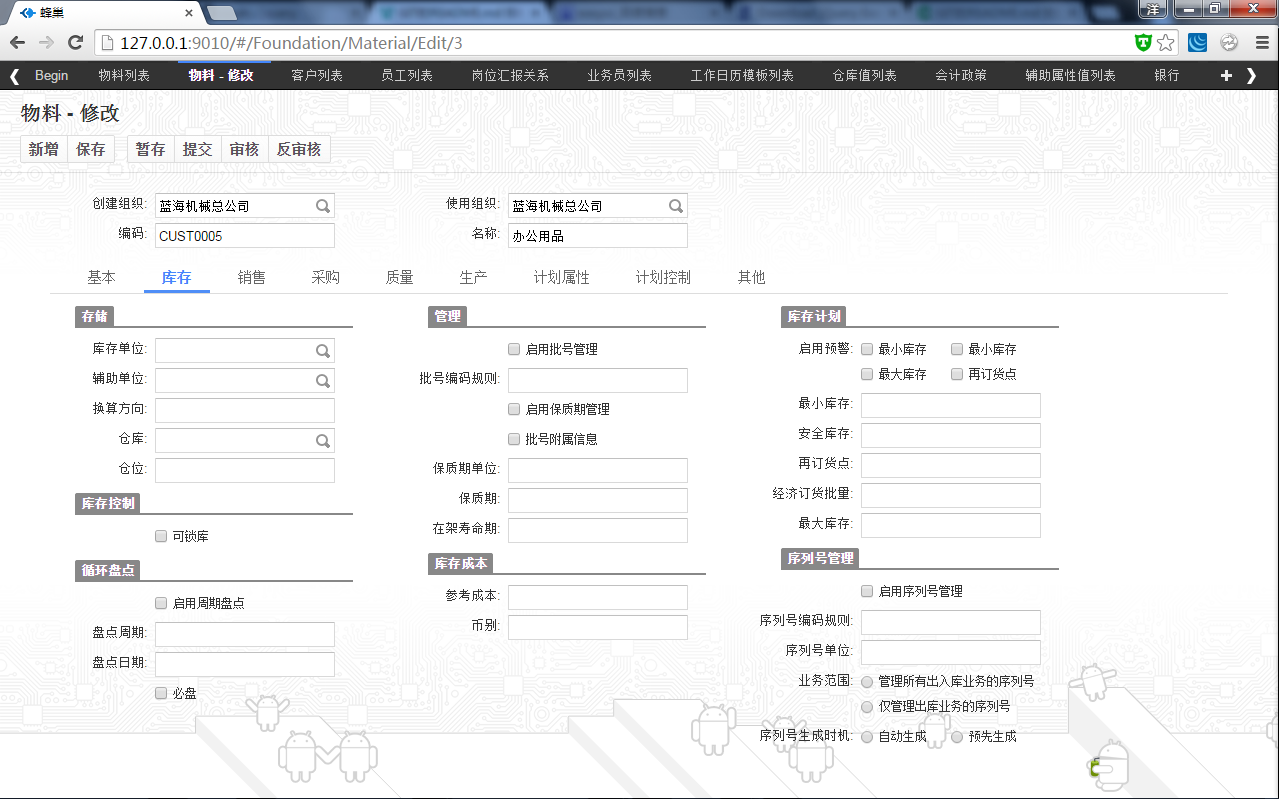 蜂巢
洋
127.0.0.1:9010/#/Foundation/Material/Edit/3
Begin 物料列表 物料 - 修改 客户列表 员工列表 岗位汇报关系 业务员列表 工作日历模板列表 仓库值列表 会计政策 辅助属性值列表 银行
物料 - 修改
新增 保存 暂存 提交 审核 反审核
创建组织: 蓝海机械总公司 使用组织: 蓝海机械总公司
编码: CUST0005 名称: 办公用品
基本 库存 销售 采购 质量 生产 计划属性 计划控制 其他
存储
库存单位:
辅助单位:
换算方向:
仓库:
仓位:
库存控制
可锁库
循环盘点
启用周期盘点
盘点周期:
盘点日期:
必盘
管理
启用批号管理
批号编码规则:
启用保质期管理
批号附属信息
保质期单位:
保质期:
在架寿命期:
库存成本
参考成本:
币别:
库存计划
启用预警: 最小库存 最小库存
最大库存 再订货点
最小库存:
安全库存:
再订货点:
经济订货批量:
最大库存:
序列号管理
启用序列号管理
序列号编码规则:
序列号单位:
业务范围: 管理所有出入库业务的序列号
仅管理出库业务的序列号
序列号生成时机: 自动生成 预先生成